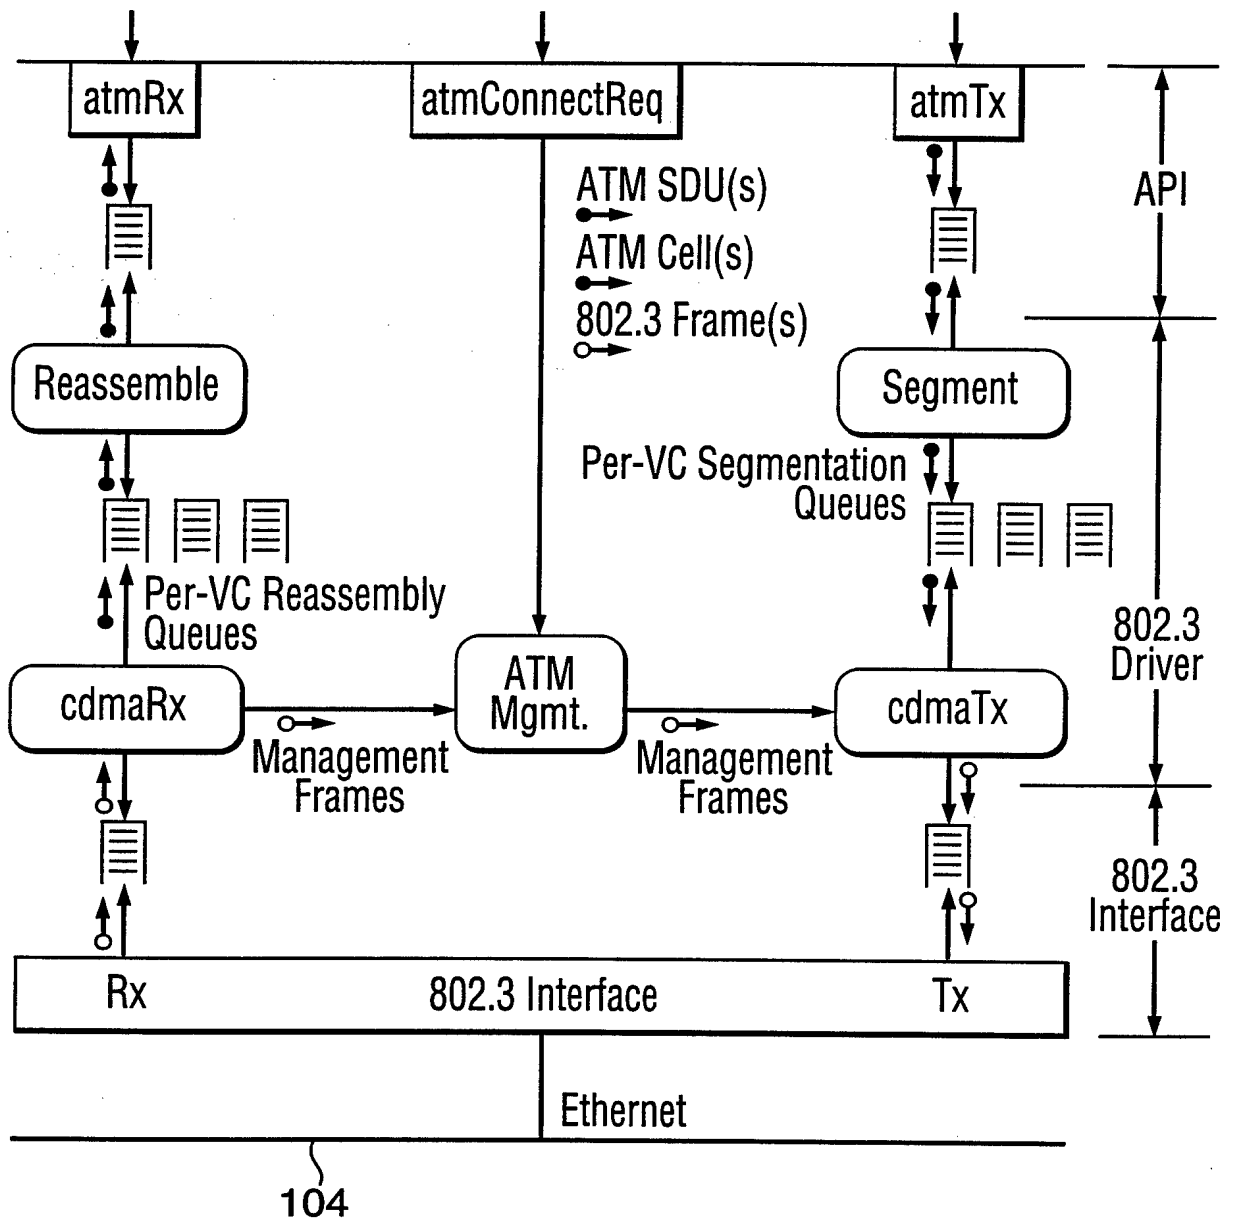 atmRx
atmConnectReq
atmTx
ATM SDU(s)
ATM Cell(s)
802.3 Frame(s)
API
Reassemble
Segment
Per-VC Segmentation
Queues
Per-VC Reassembly
Queues
802.3
Driver
cdmaRx
ATM
Mgmt.
cdmaTx
Management
Frames
Management
Frames
802.3
Interface
Rx
802.3 Interface
Tx
Ethernet
104